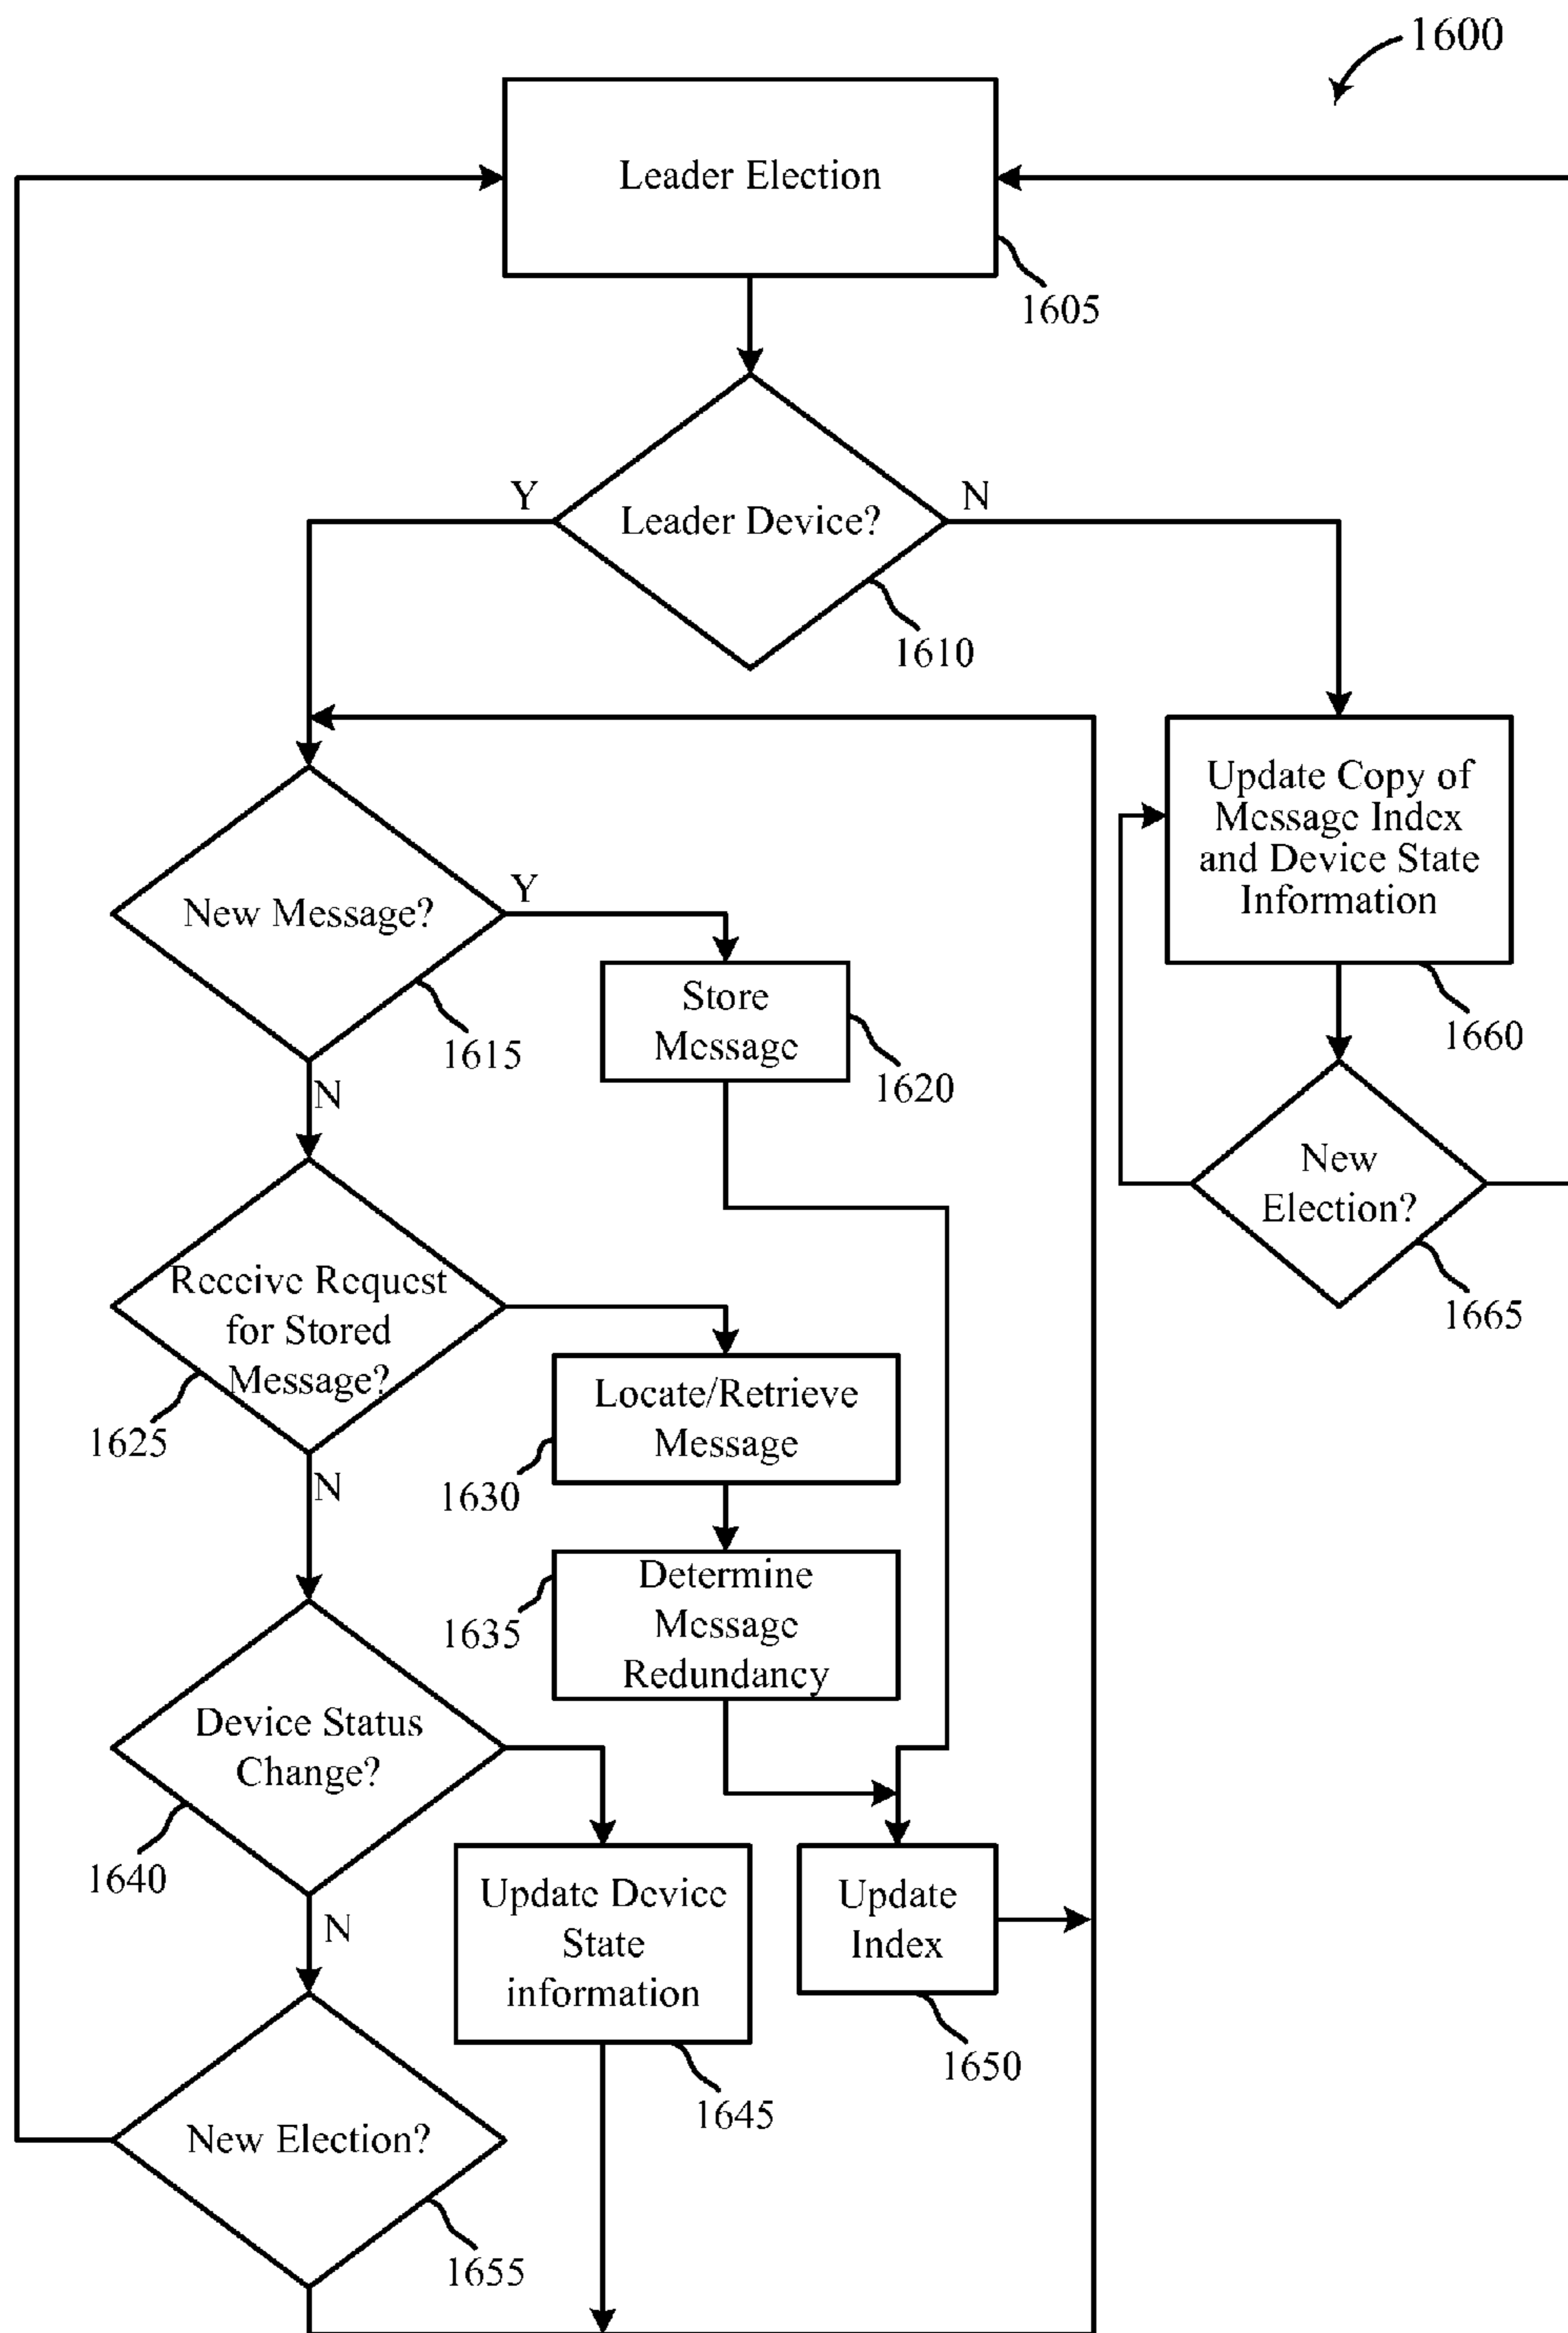 1600
Leader Election
1605
Y
N
Leader Device?
1610
Update Copy of
Message Index
and Device State
Information
1660
New Message?
Y
1615
N
Store
Message
1620
New
Election?
1665
Receive Request
for Stored
Message?
1625
N
Locate/Retrieve
Message
1630
Determine
Message
Redundancy
1635
Device Status
Change?
1640
N
Update Device
State
information
1645
Update
Index
1650
New Election?
1655